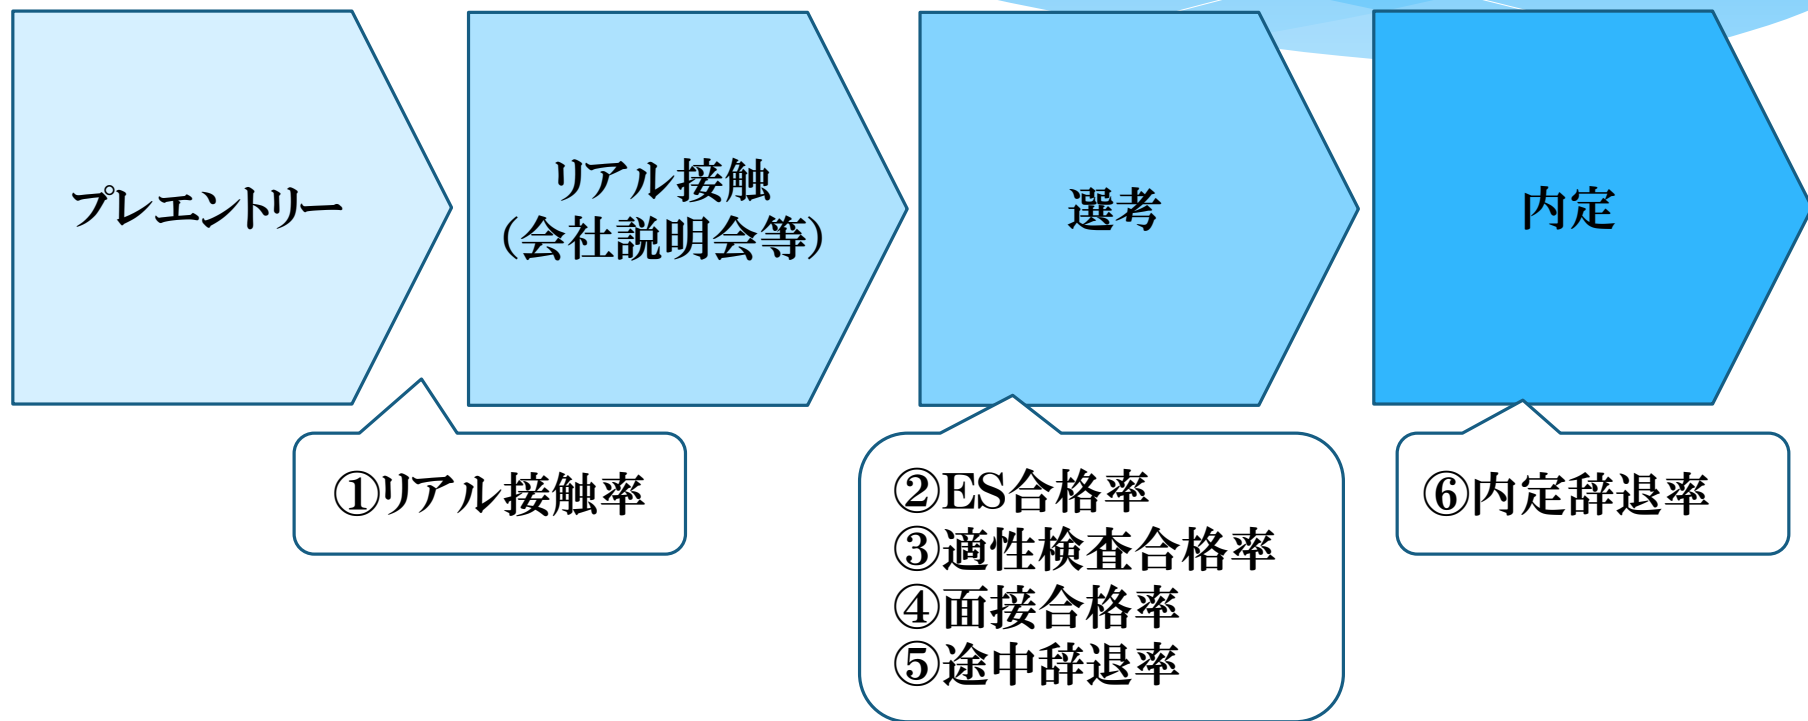 プレエントリー
リアル接触
（会社説明会等）
選考
内定
①リアル接触率
②ES合格率
③適性検査合格率
④面接合格率
⑤途中辞退率
⑥内定辞退率